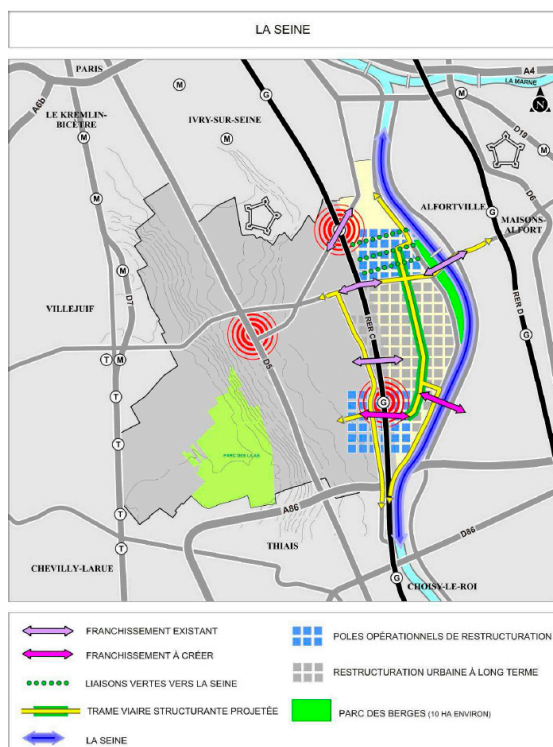 LA SEINE
PARIS
A4
LA MARNE
A6b
M
G
M
N
LE KREMLIN-
BICÊTRE
IVRY-SUR-SEINE
M
M
D19
M
M
ALFORTVILLE
D6
MAISONS-
ALFORT
G
M
D7
VILLEJUIF
RER C
RER D
T
M
D5
G
G
T
PARC DES LILAS
A86
T
D86
THIAIS
T
CHEVILLY-LARUE
G
CHOISY-LE-ROI
FRANCHISSEMENT EXISTANT
FRANCHISSEMENT À CRÉER
LIAISONS VERTES VERS LA SEINE
TRAME VIAIRE STRUCTURANTE PROJETÉE
LA SEINE
POLES OPÉRATIONNELS DE RESTRUCTURATION
RESTRUCTURATION URBAINE À LONG TERME
PARC DES BERGES (10 HA ENVIRON)